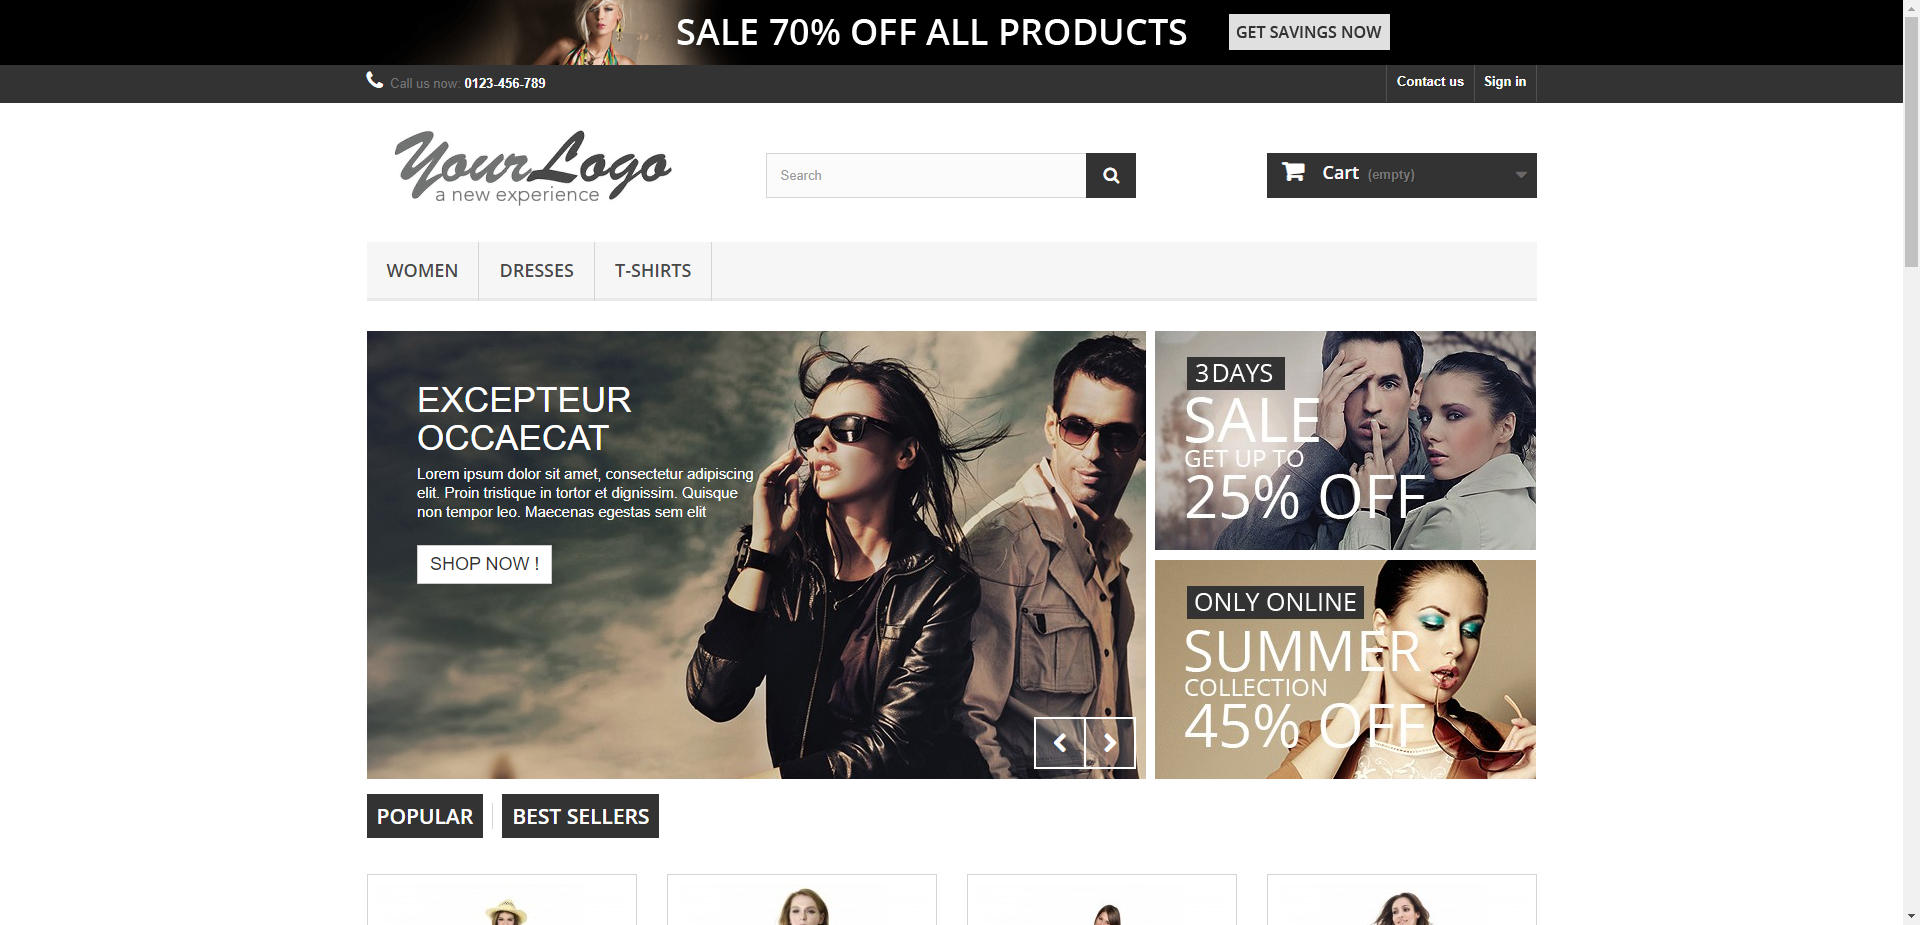 SALE 70% OFF ALL PRODUCTS
GET SAVINGS NOW
Call us now: 0123-456-789
Contact us
Sign in
YourLogo
a new experience
Search
Cart (empty)
WOMEN
DRESSES
T-SHIRTS
EXCEPTEUR
OCCAECAT
Lorem ipsum dolor sit amet, consectetur adipiscing
elit. Proin tristique in tortor et dignissim. Quisque
non tempor leo. Maecenas egestas sem elit
SHOP NOW !
3 DAYS
SALE
GET UP TO
25% OFF
ONLY ONLINE
SUMMER
COLLECTION
45% OFF
POPULAR
BEST SELLERS